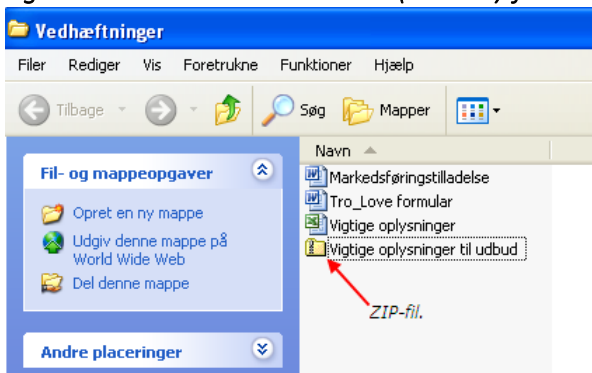 Vedhæftninger
Filer Rediger Vis Foretrukne Funktioner Hjælp
Tilbage Søg Mapper
Navn
Fil- og mappeopgaver
Opret en ny mappe
Udgiv denne mappe på
World Wide Web
Del denne mappe
Andre placeringer
Markedsføringstilladelse
Tro_Love formular
Vigtige oplysninger
Vigtige oplysninger til udbud
ZIP-fil.